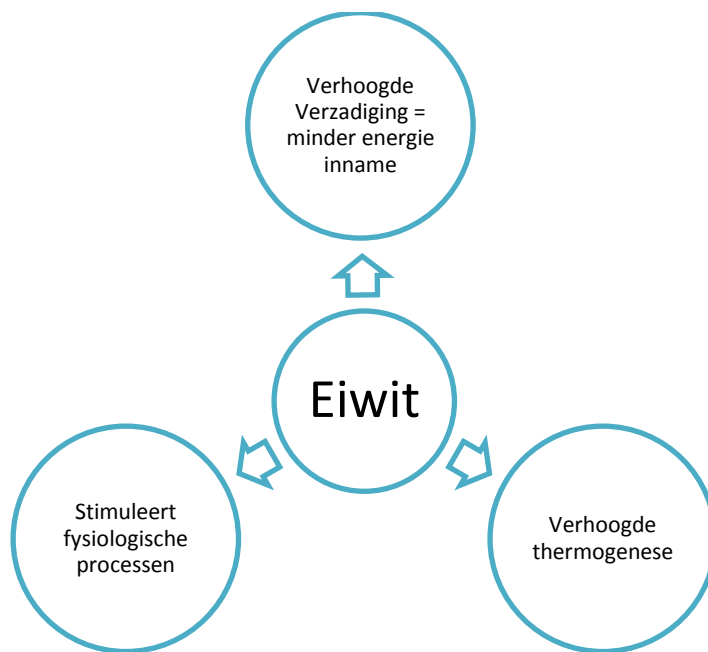 Verhoogde
Verzadiging =
minder energie
inname
Eiwit
Stimuleert
fysiologische
processen
Verhoogde
thermogenese